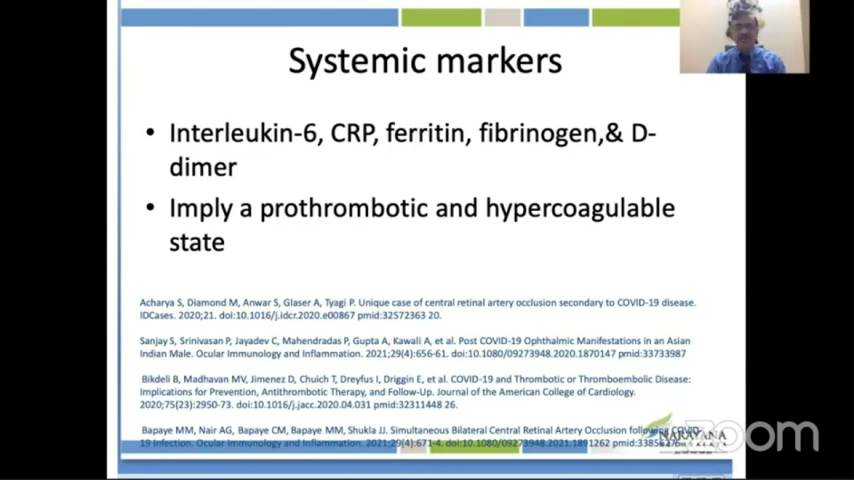 Systemic markers
• Interleukin-6, CRP, ferritin, fibrinogen,& D-
dimer
• Imply a prothrombotic and hypercoagulable
state
Acharya S, Diamond M, Anwar S, Glaser A, Tyagi P. Unique case of central retinal artery occlusion secondary to COVID-19 disease.
IDCases. 2020;21. doi:10.1016/j.idcr.2020.e00867 pmid:32572363 20.
Sanjay S, Srinivasan P, Jayadev C, Mahendradas P, Gupta A, Kawali A, et al. Post COVID-19 Ophthalmic Manifestations in an Asian
Indian Male. Ocular Immunology and Inflammation. 2021;29(4):656-61. doi:10.1080/09273948.2020.1870147 pmid:33733987
Bikdeli B, Madhavan MV, Jimenez D, Chuich T, Dreyfus I, Driggin E, et al. COVID-19 and Thrombotic or Thromboembolic Disease:
Implications for Prevention, Antithrombotic Therapy, and Follow-Up. Journal of the American College of Cardiology.
2020;75(23):2950-73. doi:10.1016/j.jacc.2020.04.031 pmid:32311448 26.
Bapaye MM, Nair AG, Bapaye CM, Bapaye MM, Shukla JJ. Simultaneous Bilateral Central Retinal Artery Occlusion following COVID-
19 Infection. Ocular Immunology and Inflammation. 2021;29(4):671-4. doi:10.1080/09273948.2021.1891262
NARAYANA
zoom